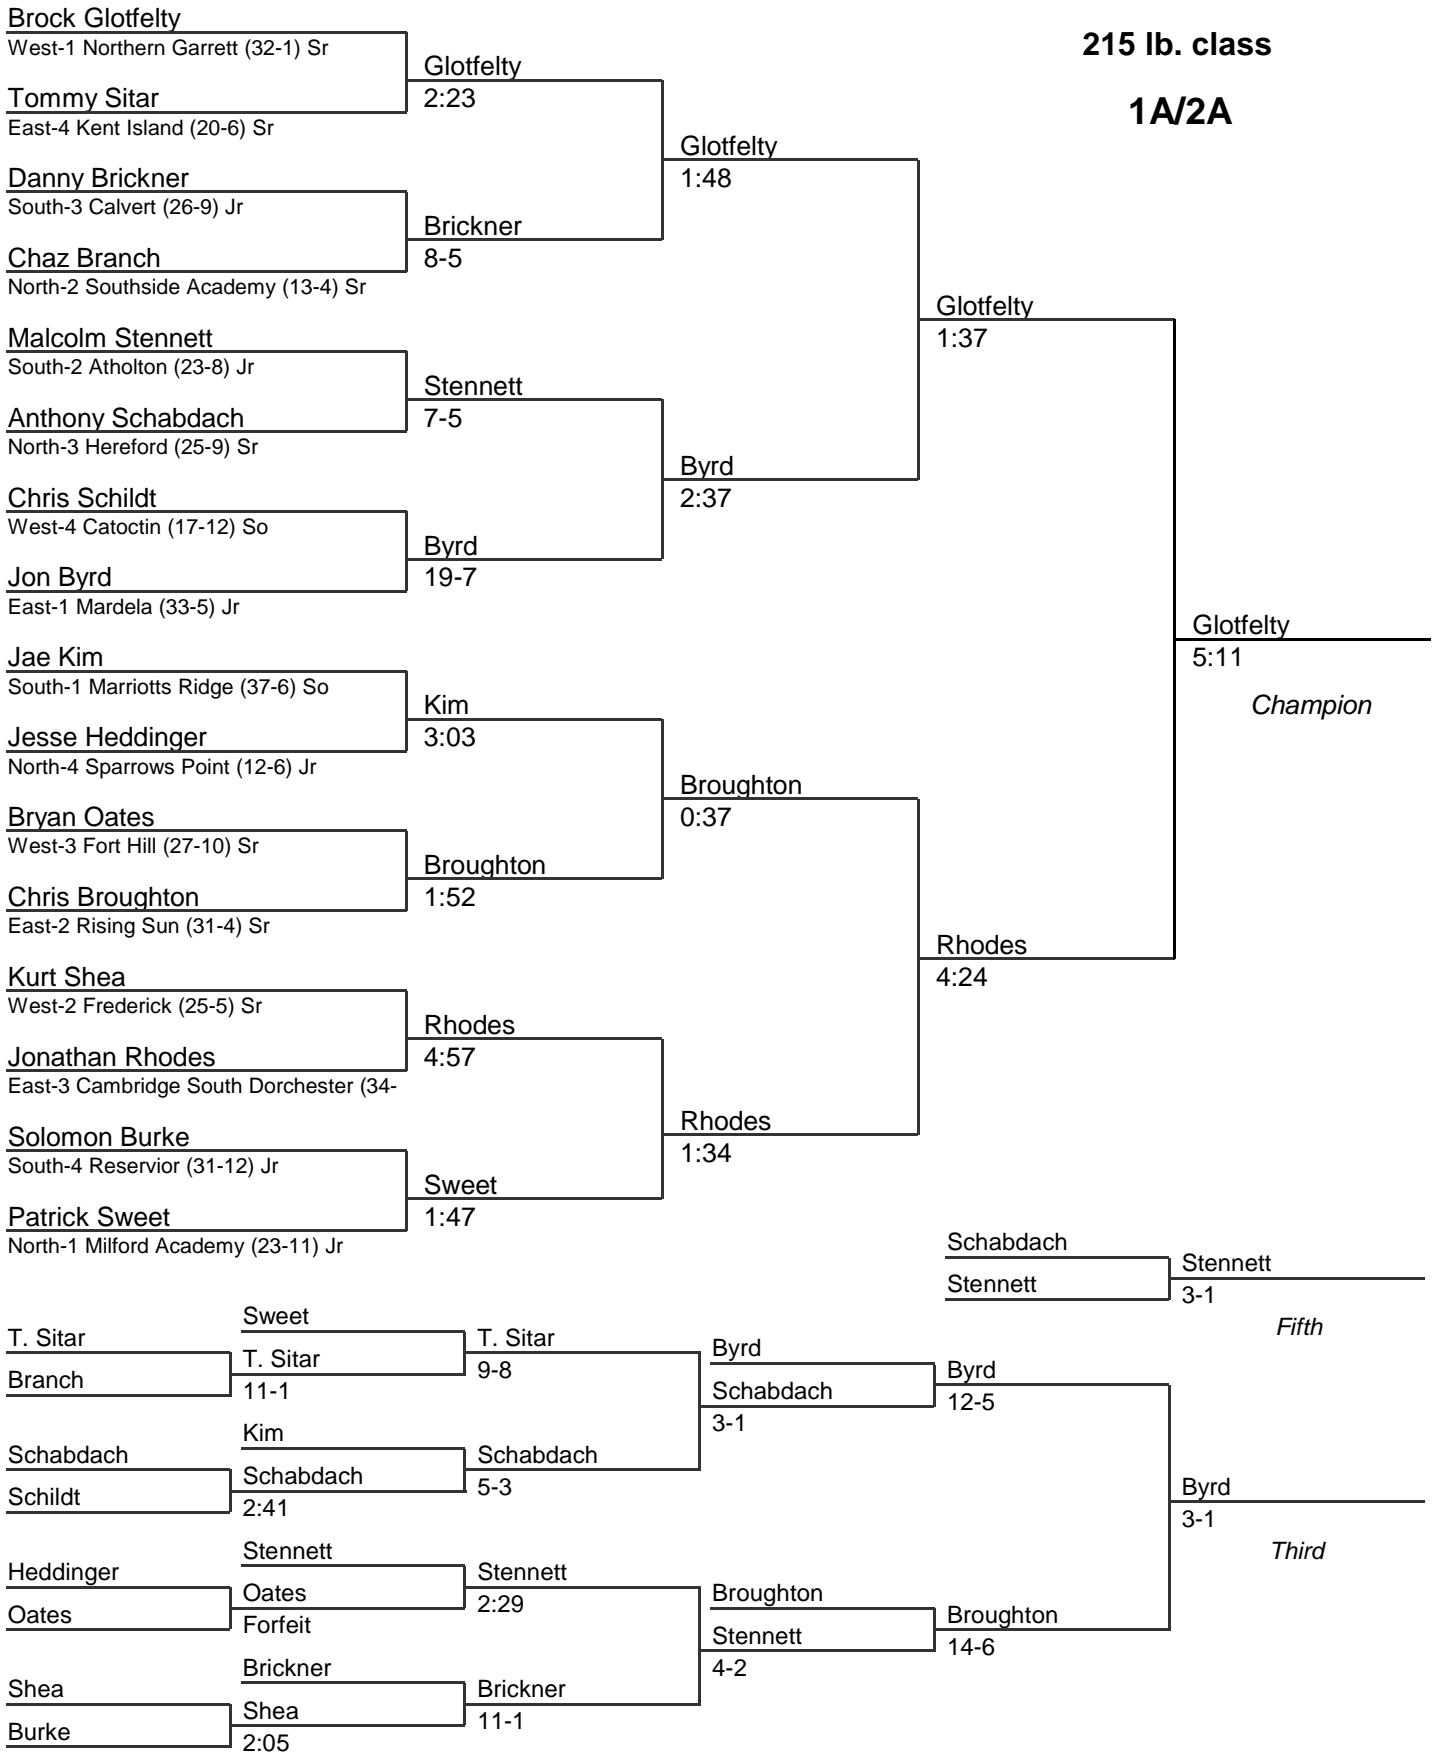 215 lb. class
1A/2A
Brock Glotfelty
West-1 Northern Garrett (32-1) Sr
Tommy Sitar
East-4 Kent Island (20-6) Sr
Danny Brickner
South-3 Calvert (26-9) Jr
Chaz Branch
North-2 Southside Academy (13-4) Sr
Malcolm Stennett
South-2 Atholton (23-8) Jr
Anthony Schabdach
North-3 Hereford (25-9) Sr
Chris Schildt
West-4 Catoctin (17-12) So
Jon Byrd
East-1 Mardela (33-5) Jr
Jae Kim
South-1 Marriotts Ridge (37-6) So
Jesse Heddinger
North-4 Sparrows Point (12-6) Jr
Bryan Oates
West-3 Fort Hill (27-10) Sr
Chris Broughton
East-2 Rising Sun (31-4) Sr
Kurt Shea
West-2 Frederick (25-5) Sr
Jonathan Rhodes
East-3 Cambridge South Dorchester (34-
Solomon Burke
South-4 Reservior (31-12) Jr
Patrick Sweet
North-1 Milford Academy (23-11) Jr
Glotfelty
2:23
Brickner
8-5
Stennett
7-5
Byrd
19-7
Kim
3:03
Broughton
1:52
Rhodes
4:57
Sweet
1:47
Glotfelty
1:48
Byrd
2:37
Broughton
0:37
Rhodes
1:34
Glotfelty
1:37
Rhodes
4:24
Glotfelty
5:11
Champion
Schabdach
Stennett
Stennett
3-1
Fifth
T. Sitar
Branch
Schabdach
Schildt
Heddinger
Oates
Shea
Burke
Sweet
T. Sitar
11-1
Kim
Schabdach
2:41
Stennett
Oates
Forfeit
Brickner
Shea
2:05
T. Sitar
9-8
Schabdach
5-3
Stennett
2:29
Brickner
11-1
Byrd
Schabdach
3-1
Broughton
Stennett
4-2
Byrd
12-5
Broughton
14-6
Byrd
3-1
Third